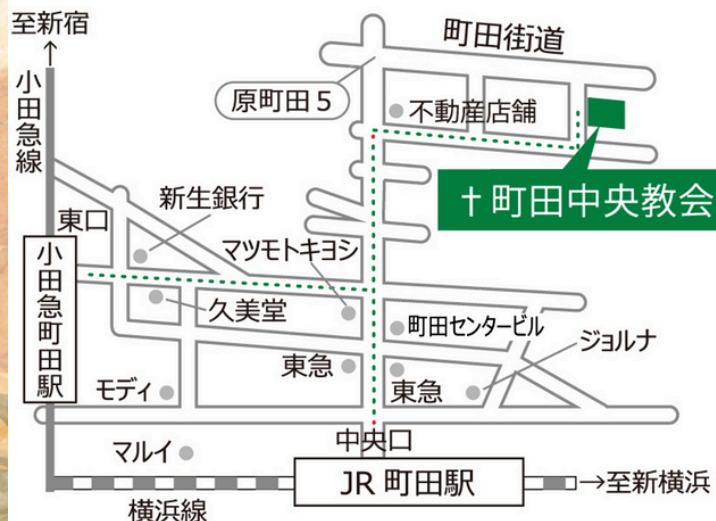 至新宿
町田街道
小田急線
原町田5
不動産店舗
†町田中央教会
東口
新生銀行
マツモトキヨシ
小田急町田駅
久美堂
町田センタービル
ジョルナ
東急
東急
モディ
マルイ
中央口
JR 町田駅
→至新横浜
横浜線